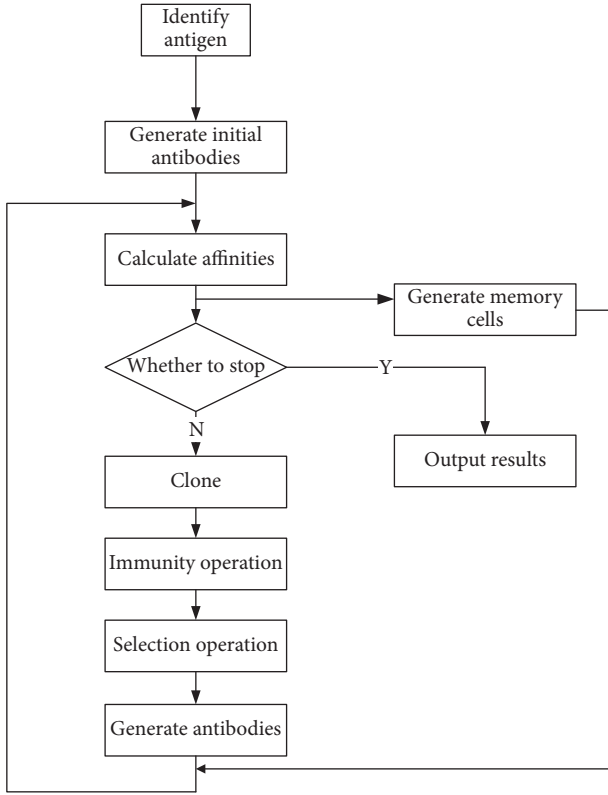 Identify
antigen
Generate initial
antibodies
Calculate affinities
Generate memory
cells
Whether to stop
Y
N
Output results
Clone
Immunity operation
Selection operation
Generate antibodies